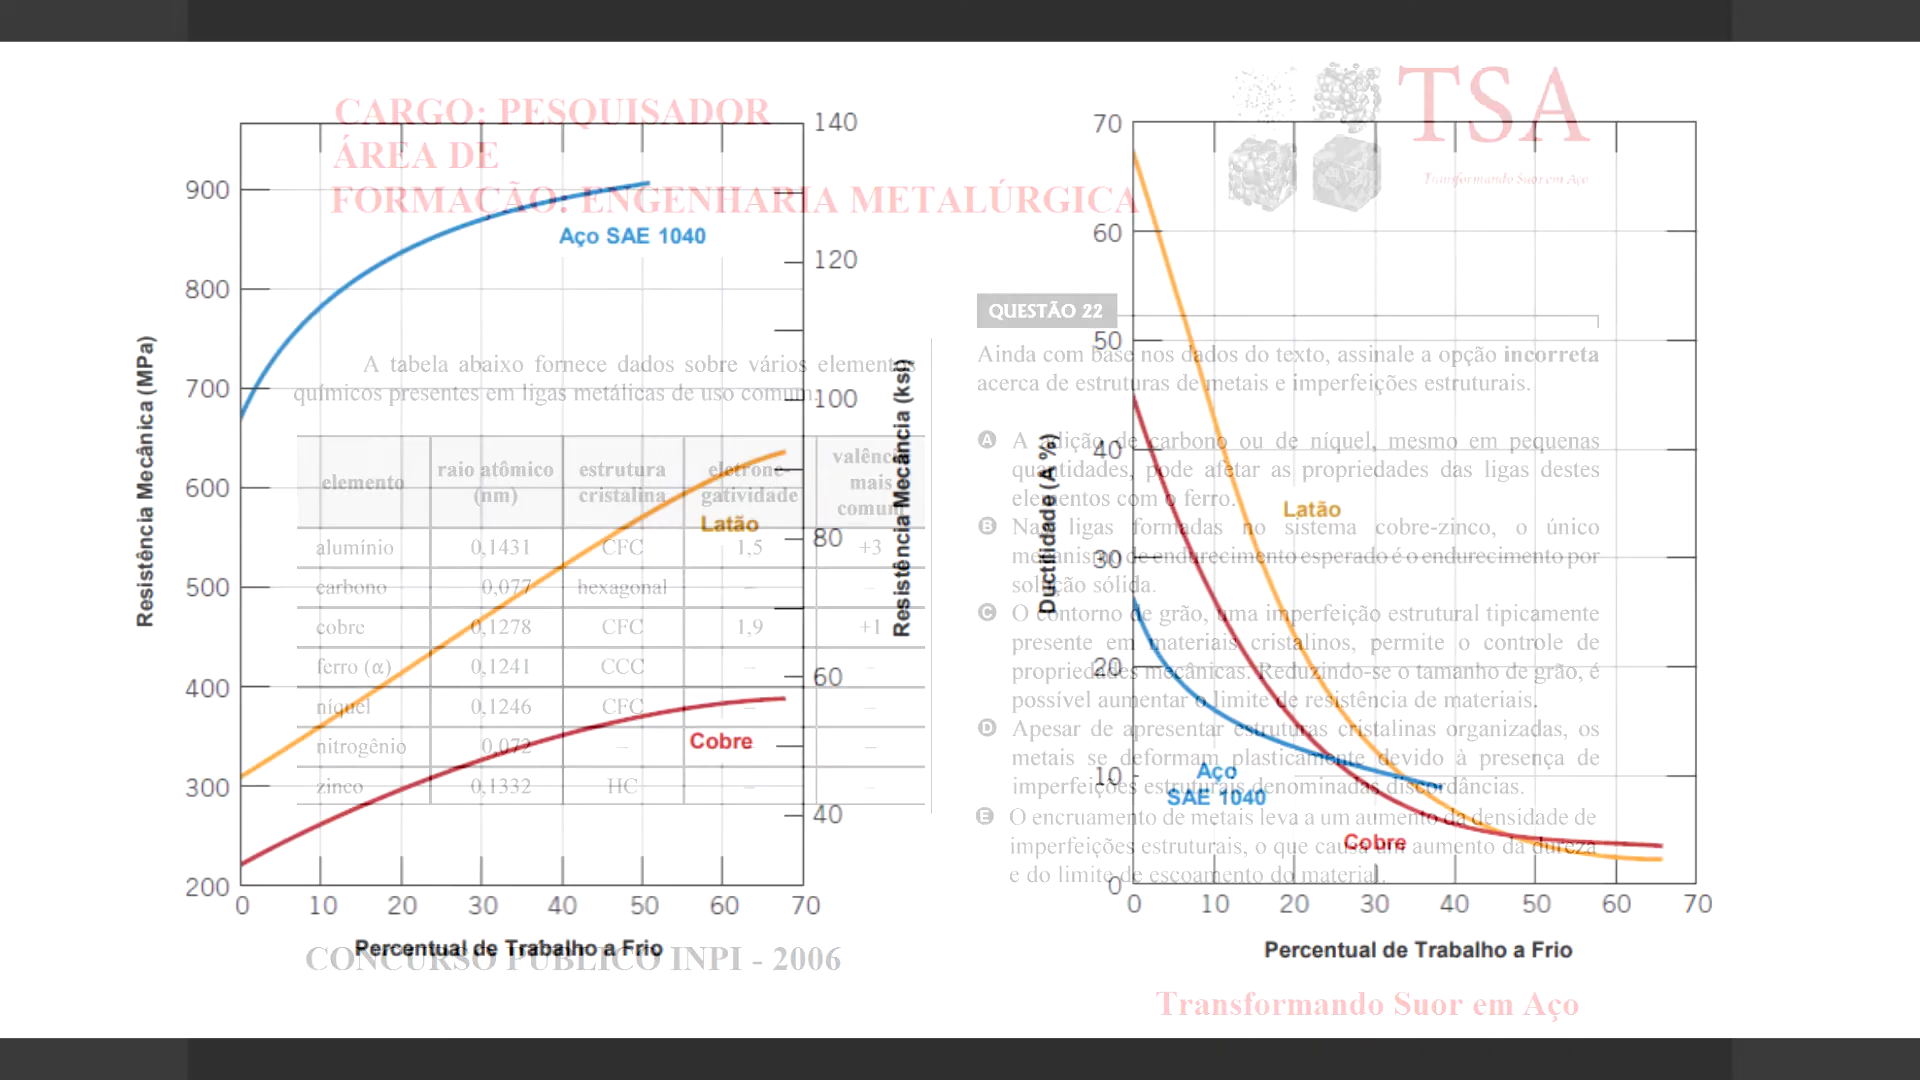 CARGO: PESQUISADOR
ÁREA DE
FORMAÇÃO: ENGENHARIA METALÚRGICA
TSA
Transformando Suor em Aço
Resistência Mecânica (MPa)
900
800
700
600
500
400
300
200
0 10 20 30 40 50 60 70
Percentual de Trabalho a Frio
Aço SAE 1040
Latão
Cobre
140
120
100
80
60
40
Resistência Mecância (ksi)
A tabela abaixo fornece dados sobre vários elementos
químicos presentes em ligas metálicas de uso comum.
elemento raio atômico (nm) estrutura cristalina eletrone- gatividade valência mais comum
alumínio 0,1431 CFC 1,5 +3
carbono 0,077 hexagonal – –
cobre 0,1278 CFC 1,9 +1
ferro (α) 0,1241 CCC – –
níquel 0,1246 CFC – –
nitrogênio 0,072 – –
zinco 0,1332 HC – –
CONCURSO PÚBLICO INPI - 2006
QUESTÃO 22
Ainda com base nos dados do texto, assinale a opção incorreta
acerca de estruturas de metais e imperfeições estruturais.
A A adição de carbono ou de níquel, mesmo em pequenas
quantidades, pode afetar as propriedades das ligas destes
elementos com o ferro.
B Nas ligas formadas no sistema cobre-zinco, o único
mecanismo de endurecimento esperado é o endurecimento por
solução sólida.
C O contorno de grão, uma imperfeição estrutural tipicamente
presente em materiais cristalinos, permite o controle de
propriedades mecânicas. Reduzindo-se o tamanho de grão, é
possível aumentar o limite de resistência de materiais.
D Apesar de apresentar estruturas cristalinas organizadas, os
metais se deformam plasticamente devido à presença de
imperfeições estruturais denominadas discordâncias.
E O encruamento de metais leva a um aumento da densidade de
imperfeições estruturais, o que causa um aumento da dureza
e do limite de escoamento do material.
Ductilidade (A %)
70
60
50
40
30
20
10
0
0 10 20 30 40 50 60 70
Percentual de Trabalho a Frio
Latão
Aço
SAE 1040
Cobre
Transformando Suor em Aço